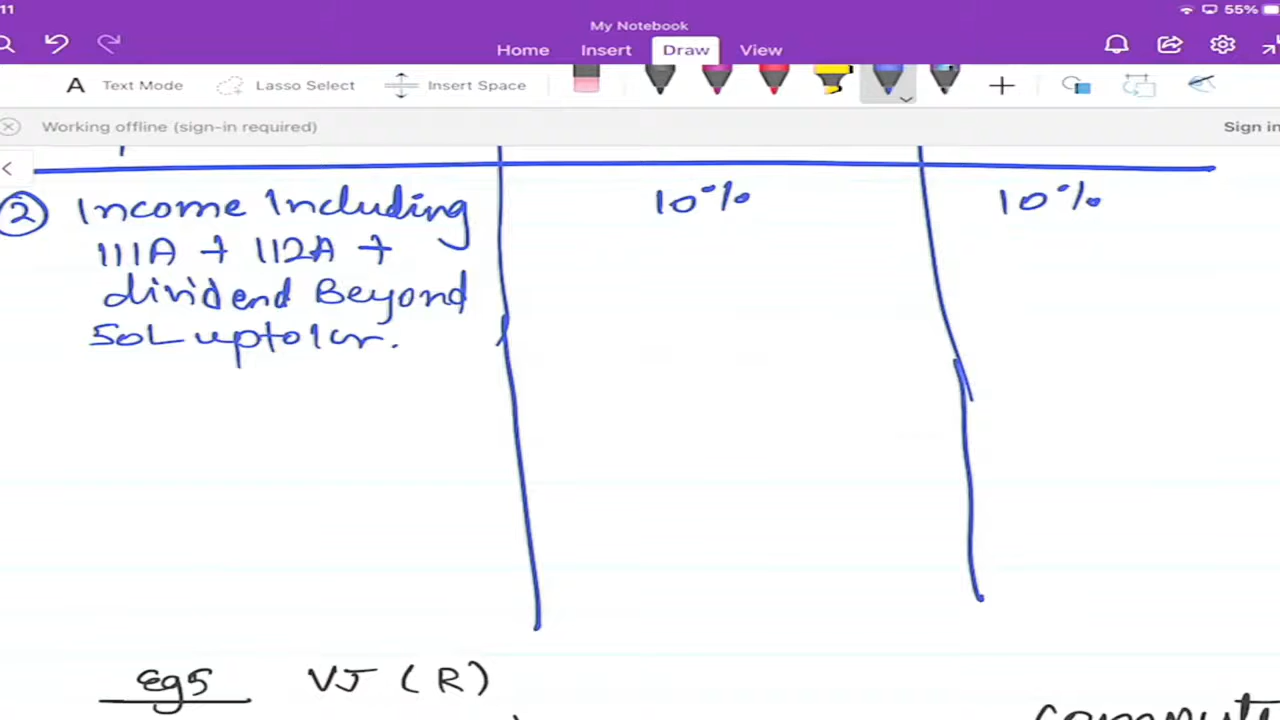 11
55%
My Notebook
Home Insert Draw View
A Text Mode Lasso Select Insert Space
Working offline (sign-in required) Sign in
② Income Including 10% 10%
111A + 112A +
dividend Beyond
50L upto 1cr.
Eg5 VJ (R)